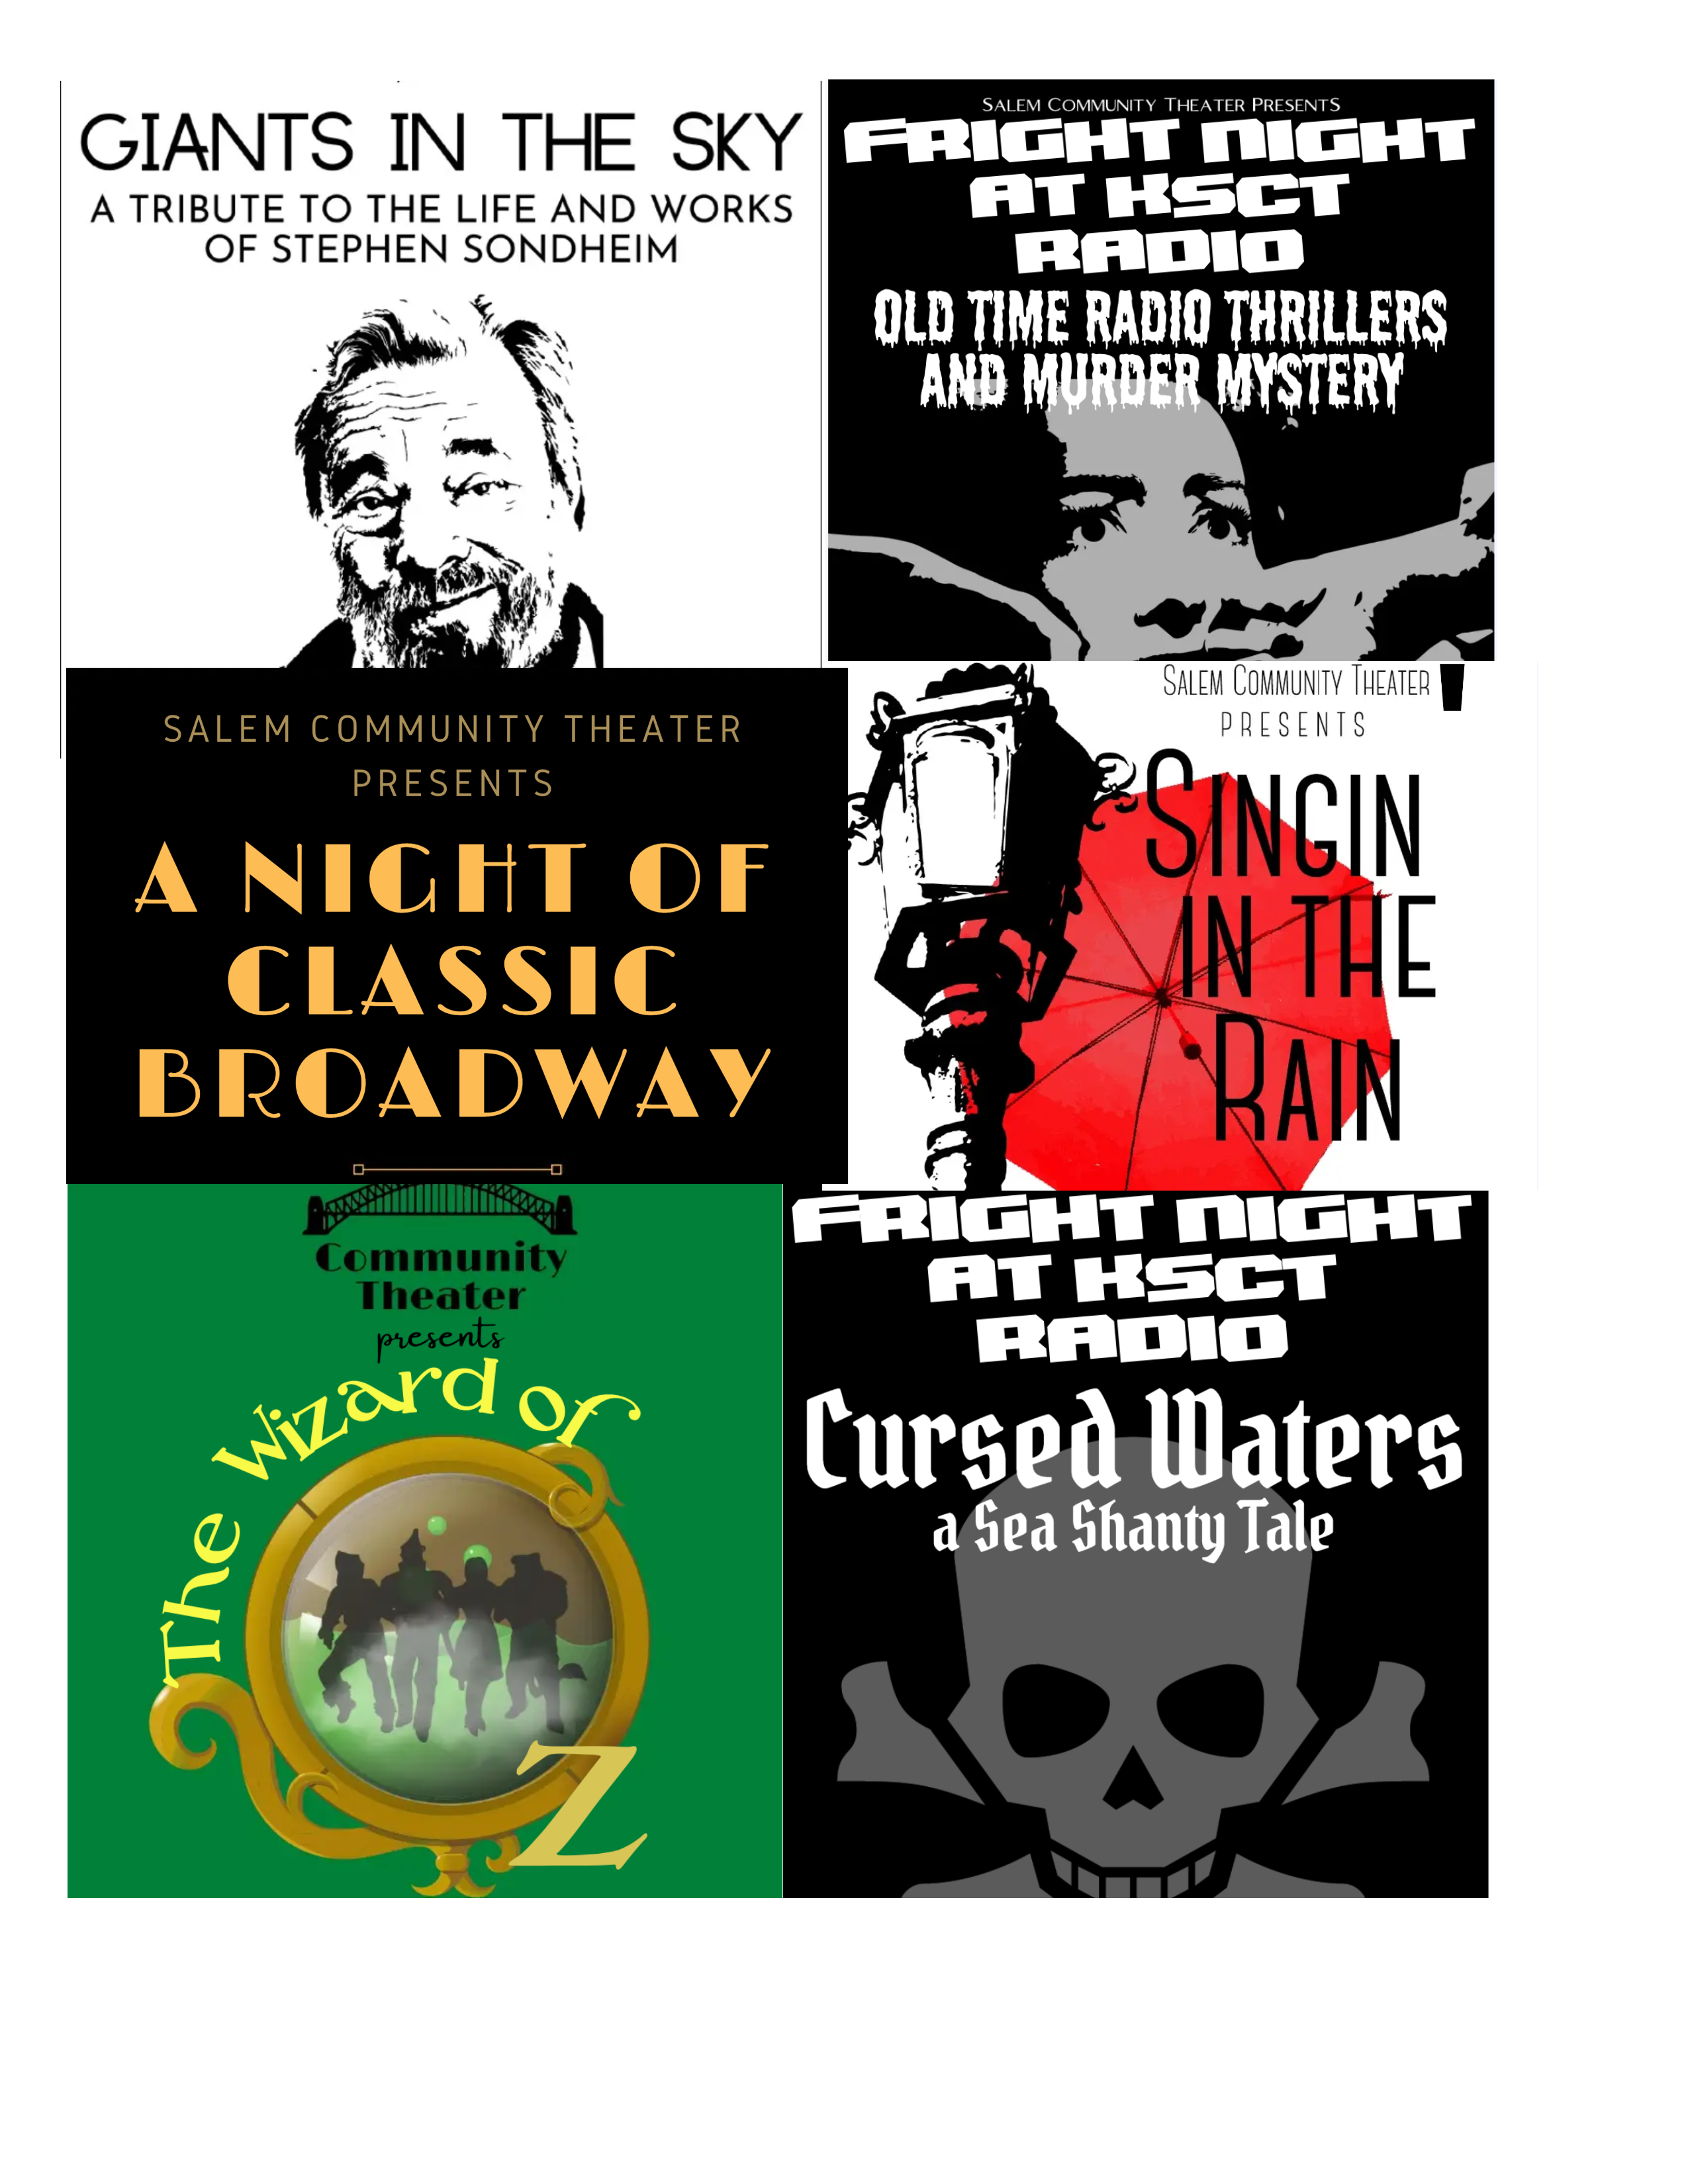 GIANTS IN THE SKY
A TRIBUTE TO THE LIFE AND WORKS
OF STEPHEN SONDHEIM
SALEM COMMUNITY THEATER PRESENTS
FRIGHT NIGHT
AT KSCT
RADIO
OLD TIME RADIO THRILLERS
AND MURDER MYSTERY
SALEM COMMUNITY THEATER
PRESENTS
A NIGHT OF
CLASSIC
BROADWAY
SALEM COMMUNITY THEATER
PRESENTS
SINGIN
IN THE
RAIN
Community
Theater
presents
The Wizard of
Z
FRIGHT NIGHT
AT KSCT
RADIO
Cursed Waters
a Sea Shanty Tale